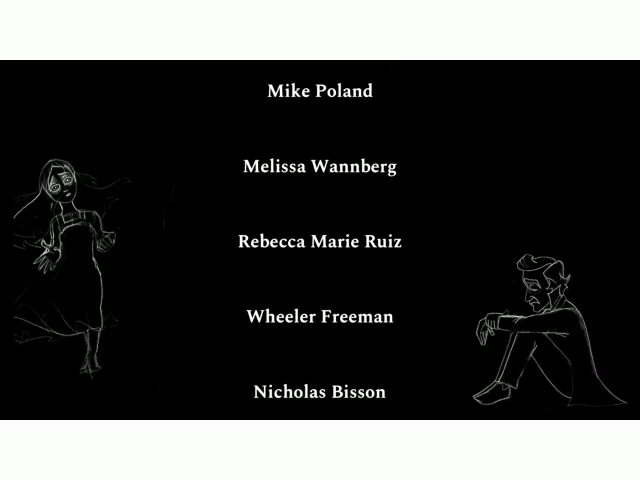 Mike Poland
Melissa Wannberg
Rebecca Marie Ruiz
Wheeler Freeman
Nicholas Bisson